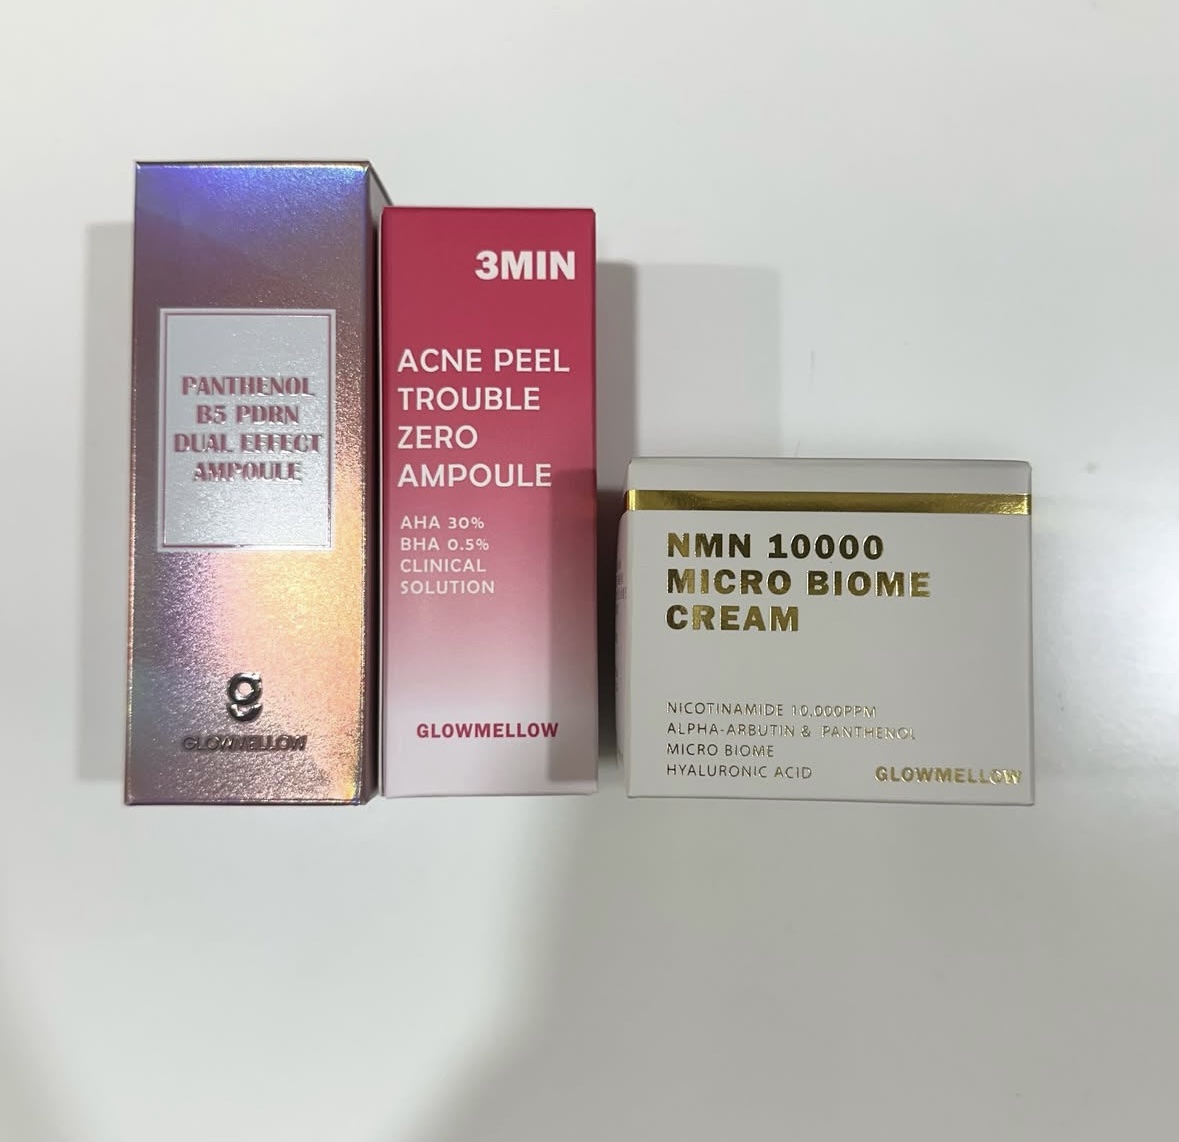 PANTHENOL
B5 PDRN
DUAL EFFECT
AMPOULE
GLOWMELLOW
3MIN
ACNE PEEL
TROUBLE
ZERO
AMPOULE
AHA 30%
BHA 0.5%
CLINICAL
SOLUTION
GLOWMELLOW
NMN 10000
MICRO BIOME
CREAM
NICOTINAMIDE 10,000PPM
ALPHA-ARBUTIN & PANTHENOL
MICRO BIOME
HYALURONIC ACID
GLOWMELLOW